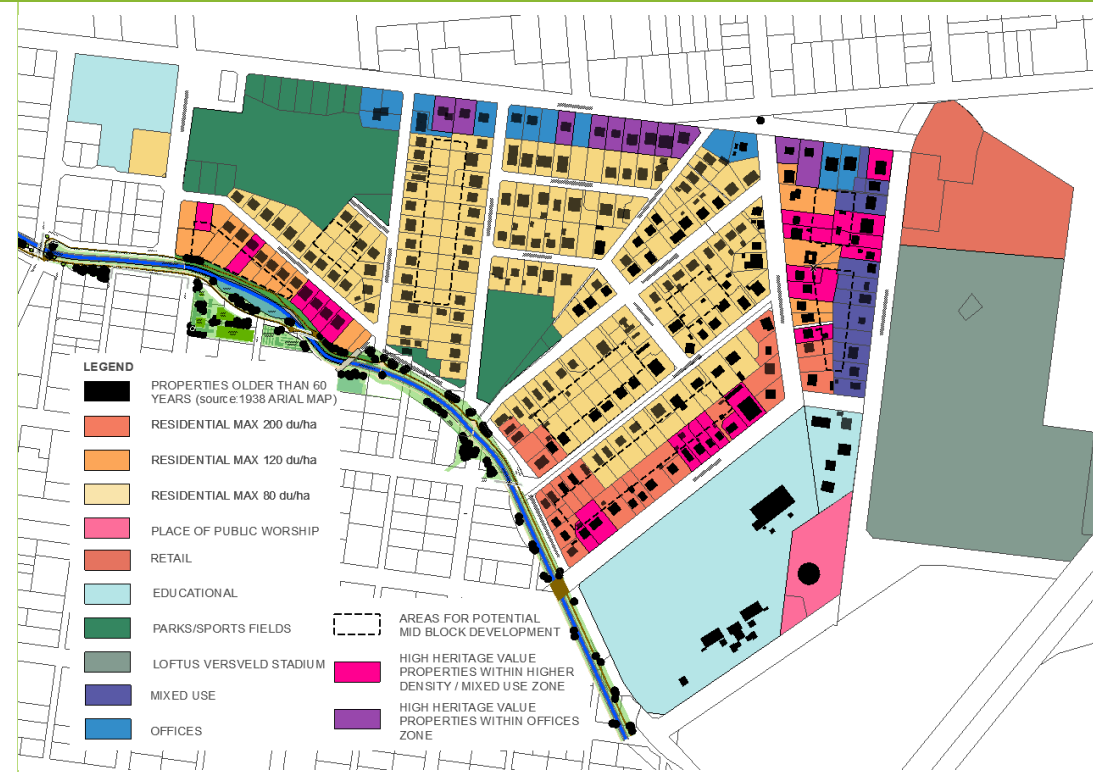 LEGEND
PROPERTIES OLDER THAN 60
YEARS (source:1938 ARIAL MAP)
RESIDENTIAL MAX 200 du/ha
RESIDENTIAL MAX 120 du/ha
RESIDENTIAL MAX 80 du/ha
PLACE OF PUBLIC WORSHIP
RETAIL
EDUCATIONAL
PARKS/SPORTS FIELDS
LOFTUS VERSVELD STADIUM
MIXED USE
OFFICES
AREAS FOR POTENTIAL
MID BLOCK DEVELOPMENT
HIGH HERITAGE VALUE
PROPERTIES WITHIN HIGHER
DENSITY / MIXED USE ZONE
HIGH HERITAGE VALUE
PROPERTIES WITHIN OFFICES
ZONE